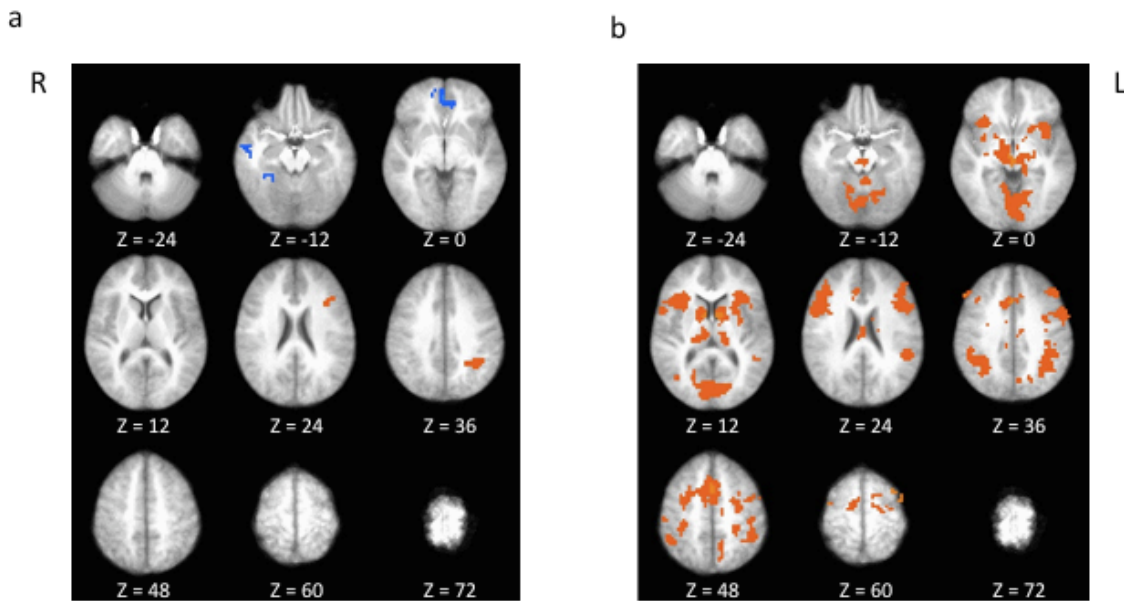 a
b
R
L
Z = -24
Z = -12
Z = 0
Z = 12
Z = 24
Z = 36
Z = 48
Z = 60
Z = 72
Z = -24
Z = -12
Z = 0
Z = 12
Z = 24
Z = 36
Z = 48
Z = 60
Z = 72